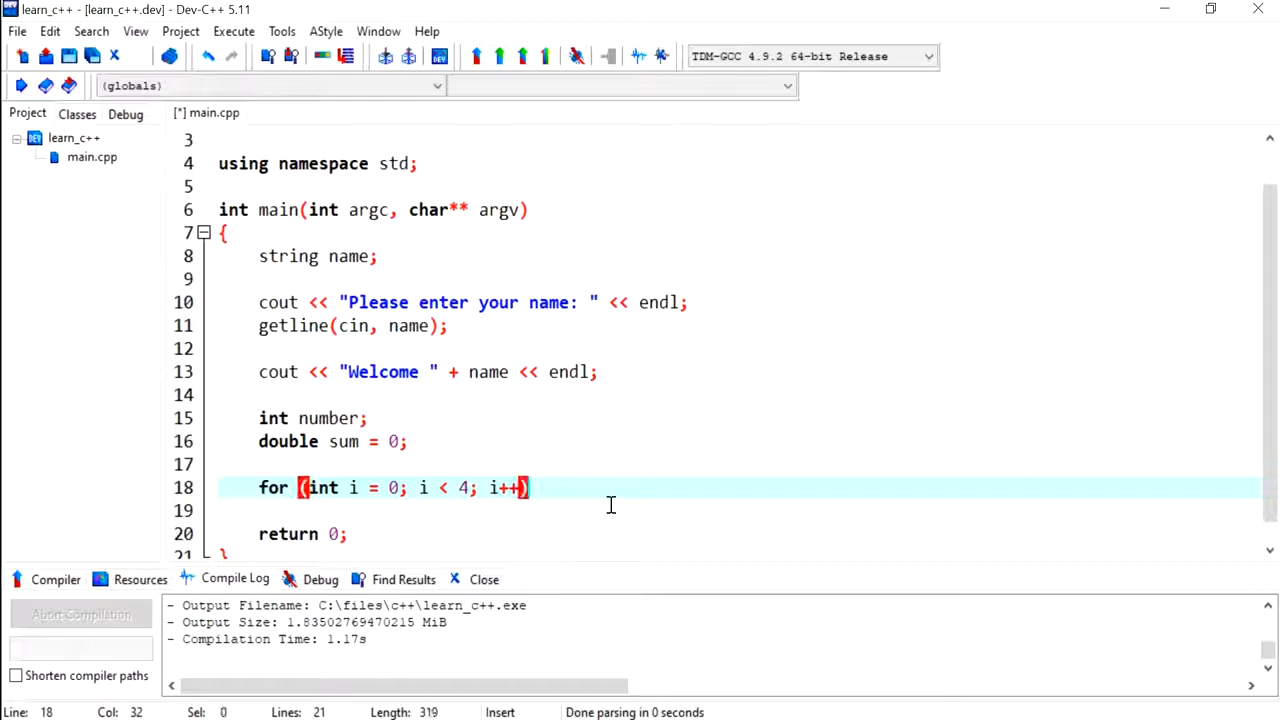 learn_c++ - [learn_c++.dev] - Dev-C++ 5.11
File Edit Search View Project Execute Tools AStyle Window Help
TDM-GCC 4.9.2 64-bit Release
(globals)
Project Classes Debug [*] main.cpp
DEV learn_c++
main.cpp
3
4 using namespace std;
5
6 int main(int argc, char** argv)
7 {
8 string name;
9
10 cout << "Please enter your name: " << endl;
11 getline(cin, name);
12
13 cout << "Welcome " + name << endl;
14
15 int number;
16 double sum = 0;
17
18 for (int i = 0; i < 4; i++)
19
20 return 0;
21 }
Compiler Resources Compile Log Debug Find Results Close
Abort Compilation
Shorten compiler paths
- Output Filename: C:\files\c++\learn_c++.exe
- Output Size: 1.83502769470215 MiB
- Compilation Time: 1.17s
Line: 18 Col: 32 Sel: 0 Lines: 21 Length: 319 Insert Done parsing in 0 seconds